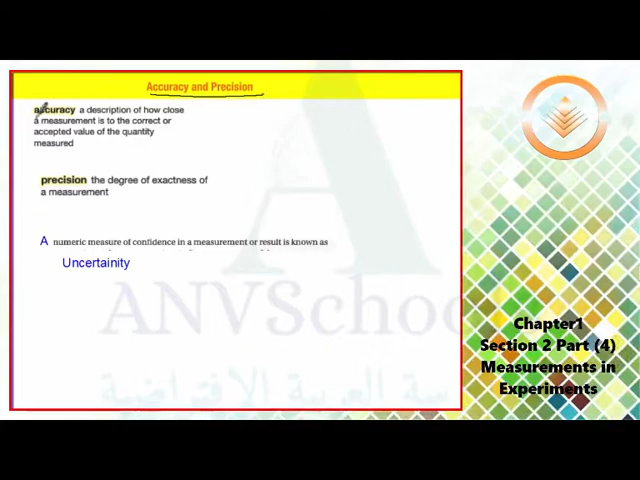 Accuracy and Precision
accuracy a description of how close
a measurement is to the correct or
accepted value of the quantity
measured
precision the degree of exactness of
a measurement
A numeric measure of confidence in a measurement or result is known as
Uncertainity
ANVSchoo
Chapter1
Section 2 Part (4)
Measurements in
Experiments